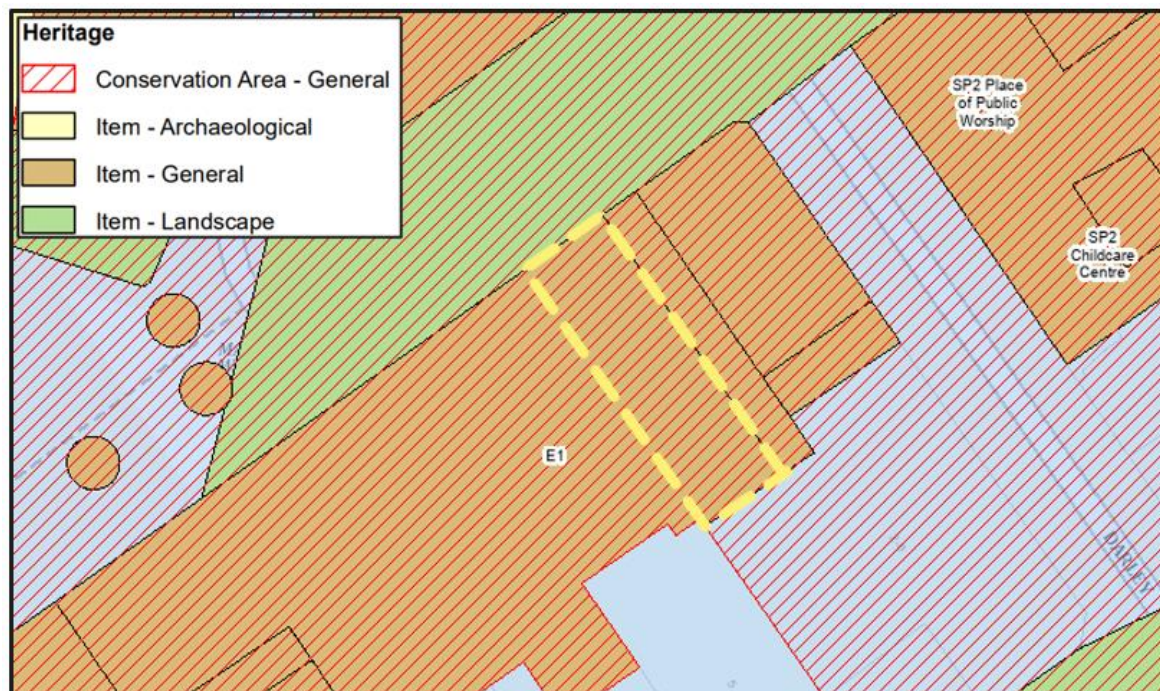 Heritage
Conservation Area - General
Item - Archaeological
Item - General
Item - Landscape
SP2 Place
of Public
Worship
SP2
Childcare
Centre
E1
DARLEY